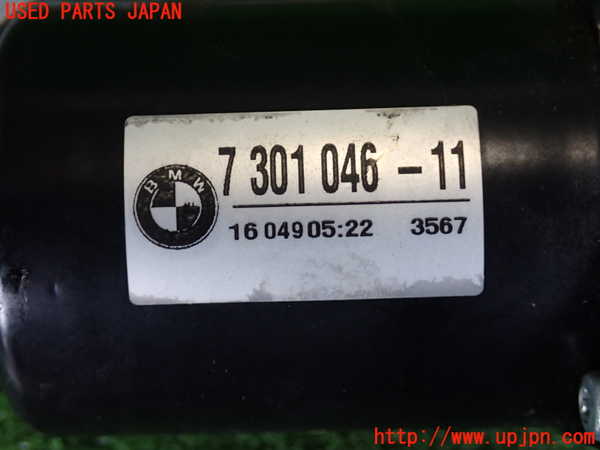 USED PARTS JAPAN
BMW
7 301 046 - 11
16 049 05:22 3567
http://www.upjpn.com/